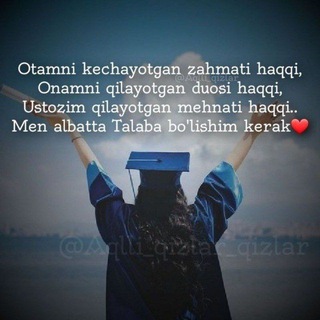 @Aqlli_qizlar
Otamni kechayotgan zahmati haqqi,
Onamni qilayotgan duosi haqqi,
Ustozim qilayotgan mehnati haqqi..
Men albatta Talaba bo'lishim kerak❤️
@Aqlli_qizlar_qizlar